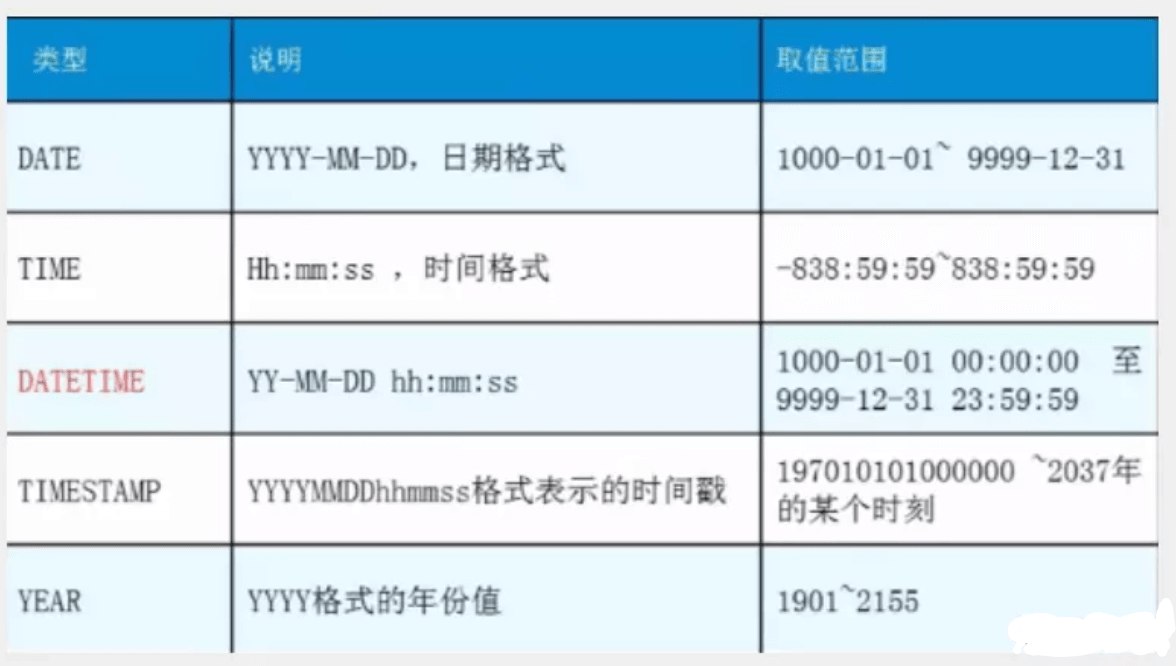 类型 说明 取值范围
DATE YYYY-MM-DD，日期格式 1000-01-01~ 9999-12-31
TIME Hh:mm:ss ，时间格式 -838:59:59~838:59:59
DATETIME YY-MM-DD hh:mm:ss 1000-01-01 00:00:00 至
9999-12-31 23:59:59
TIMESTAMP YYYYMMDDhhmmss格式表示的时间戳 197010101000000 ~2037年
的某个时刻
YEAR YYYY格式的年份值 1901~2155